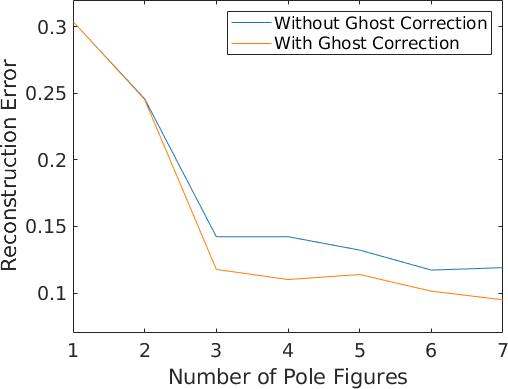 Without Ghost Correction
With Ghost Correction
Reconstruction Error
0.3
0.25
0.2
0.15
0.1
1 2 3 4 5 6 7
Number of Pole Figures